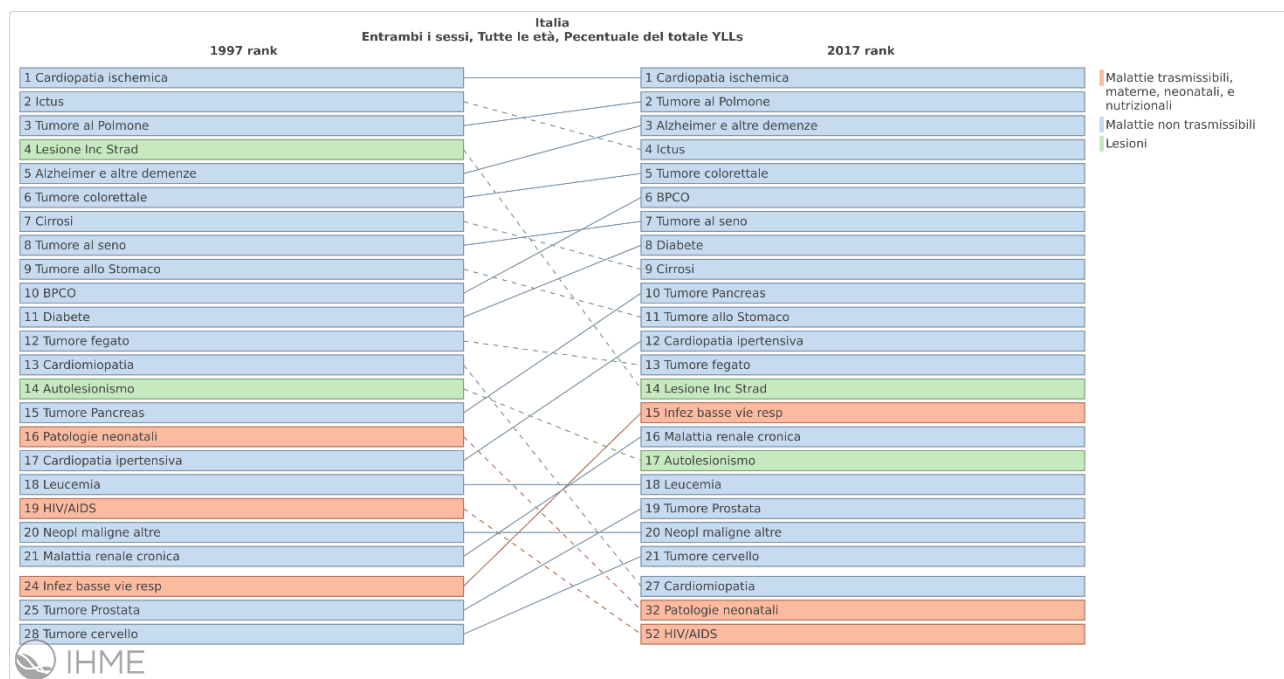 Italia
Entrambi i sessi, Tutte le età, Pecentuale del totale YLLs
1997 rank
2017 rank
1 Cardiopatia ischemica
2 Ictus
3 Tumore al Polmone
4 Lesione Inc Strad
5 Alzheimer e altre demenze
6 Tumore colorettale
7 Cirrosi
8 Tumore al seno
9 Tumore allo Stomaco
10 BPCO
11 Diabete
12 Tumore fegato
13 Cardiomiopatia
14 Autolesionismo
15 Tumore Pancreas
16 Patologie neonatali
17 Cardiopatia ipertensiva
18 Leucemia
19 HIV/AIDS
20 Neopl maligne altre
21 Malattia renale cronica
24 Infez basse vie resp
25 Tumore Prostata
28 Tumore cervello
1 Cardiopatia ischemica
2 Tumore al Polmone
3 Alzheimer e altre demenze
4 Ictus
5 Tumore colorettale
6 BPCO
7 Tumore al seno
8 Diabete
9 Cirrosi
10 Tumore Pancreas
11 Tumore allo Stomaco
12 Cardiopatia ipertensiva
13 Tumore fegato
14 Lesione Inc Strad
15 Infez basse vie resp
16 Malattia renale cronica
17 Autolesionismo
18 Leucemia
19 Tumore Prostata
20 Neopl maligne altre
21 Tumore cervello
27 Cardiomiopatia
32 Patologie neonatali
52 HIV/AIDS
Malattie trasmissibili,
materne, neonatali, e
nutrizionali
Malattie non trasmissibili
Lesioni
IHME